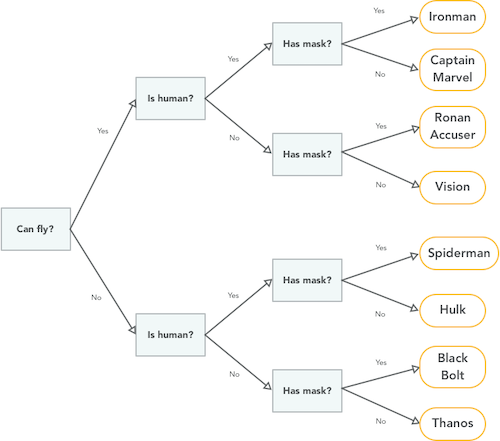 Can fly?
Yes
No
Is human?
Yes
No
Has mask?
Yes
No
Ironman
Captain
Marvel
Has mask?
Yes
No
Ronan
Accuser
Vision
Is human?
Yes
No
Has mask?
Yes
No
Spiderman
Hulk
Has mask?
Yes
No
Black
Bolt
Thanos